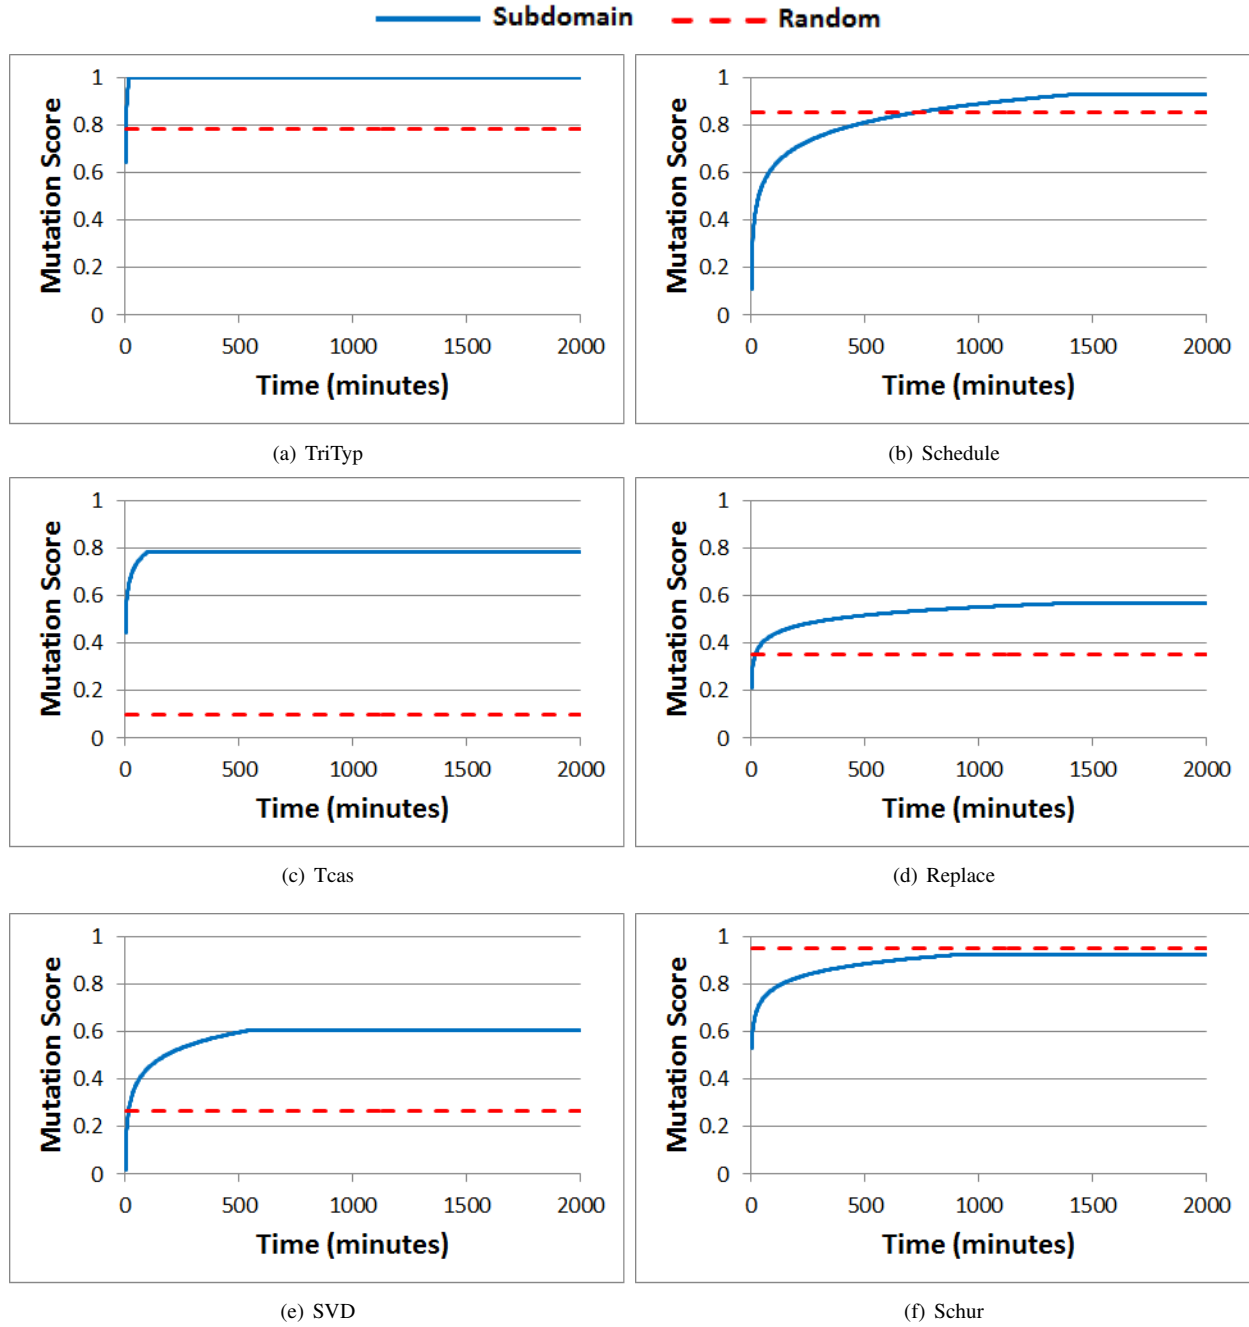 Subdomain Random
Mutation Score
1
0.8
0.6
0.4
0.2
0
0 500 1000 1500 2000
Time (minutes)
(a) TriTyp
Mutation Score
1
0.8
0.6
0.4
0.2
0
0 500 1000 1500 2000
Time (minutes)
(b) Schedule
Mutation Score
1
0.8
0.6
0.4
0.2
0
0 500 1000 1500 2000
Time (minutes)
(c) Tcas
Mutation Score
1
0.8
0.6
0.4
0.2
0
0 500 1000 1500 2000
Time (minutes)
(d) Replace
Mutation Score
1
0.8
0.6
0.4
0.2
0
0 500 1000 1500 2000
Time (minutes)
(e) SVD
Mutation Score
1
0.8
0.6
0.4
0.2
0
0 500 1000 1500 2000
Time (minutes)
(f) Schur